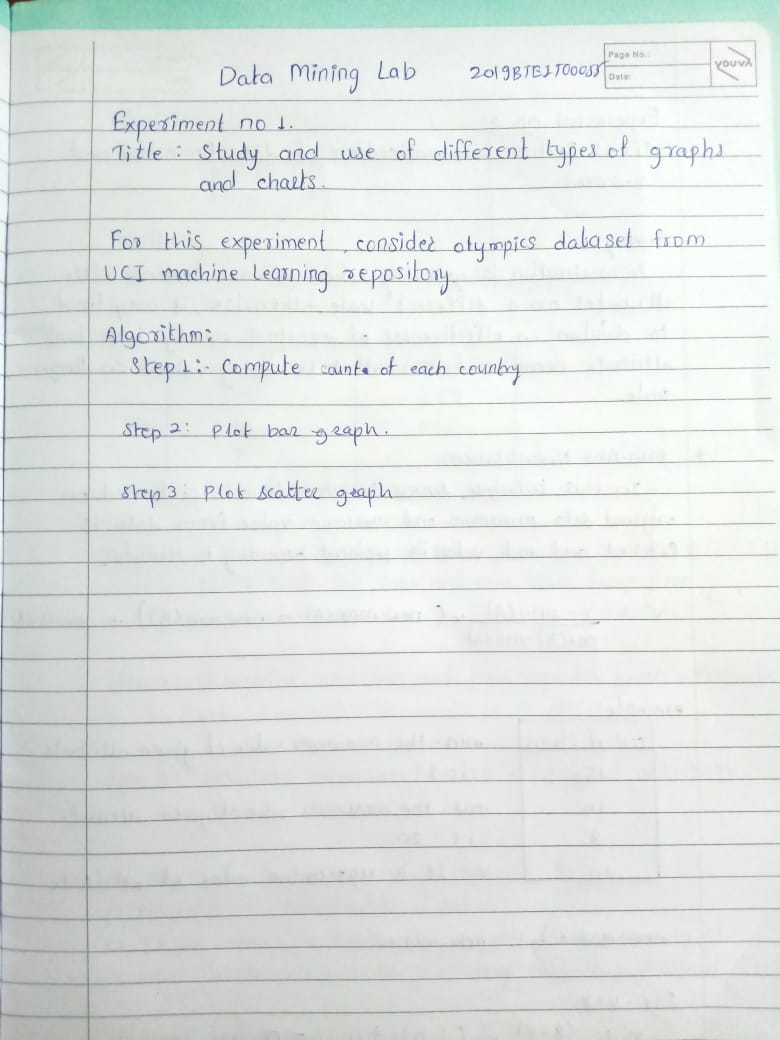 Data Mining Lab 2019BTEIT00055
Page No.:
Date:
YOUVA
Experiment no 1.
Title : Study and use of different types of graphs
and charts.
For this experiment, consider olympics dataset from
UCI machine Learning repository.
Algorithm:
Step 1:- Compute counts of each country
Step 2: Plot bar graph.
Step 3: Plot scatter graph